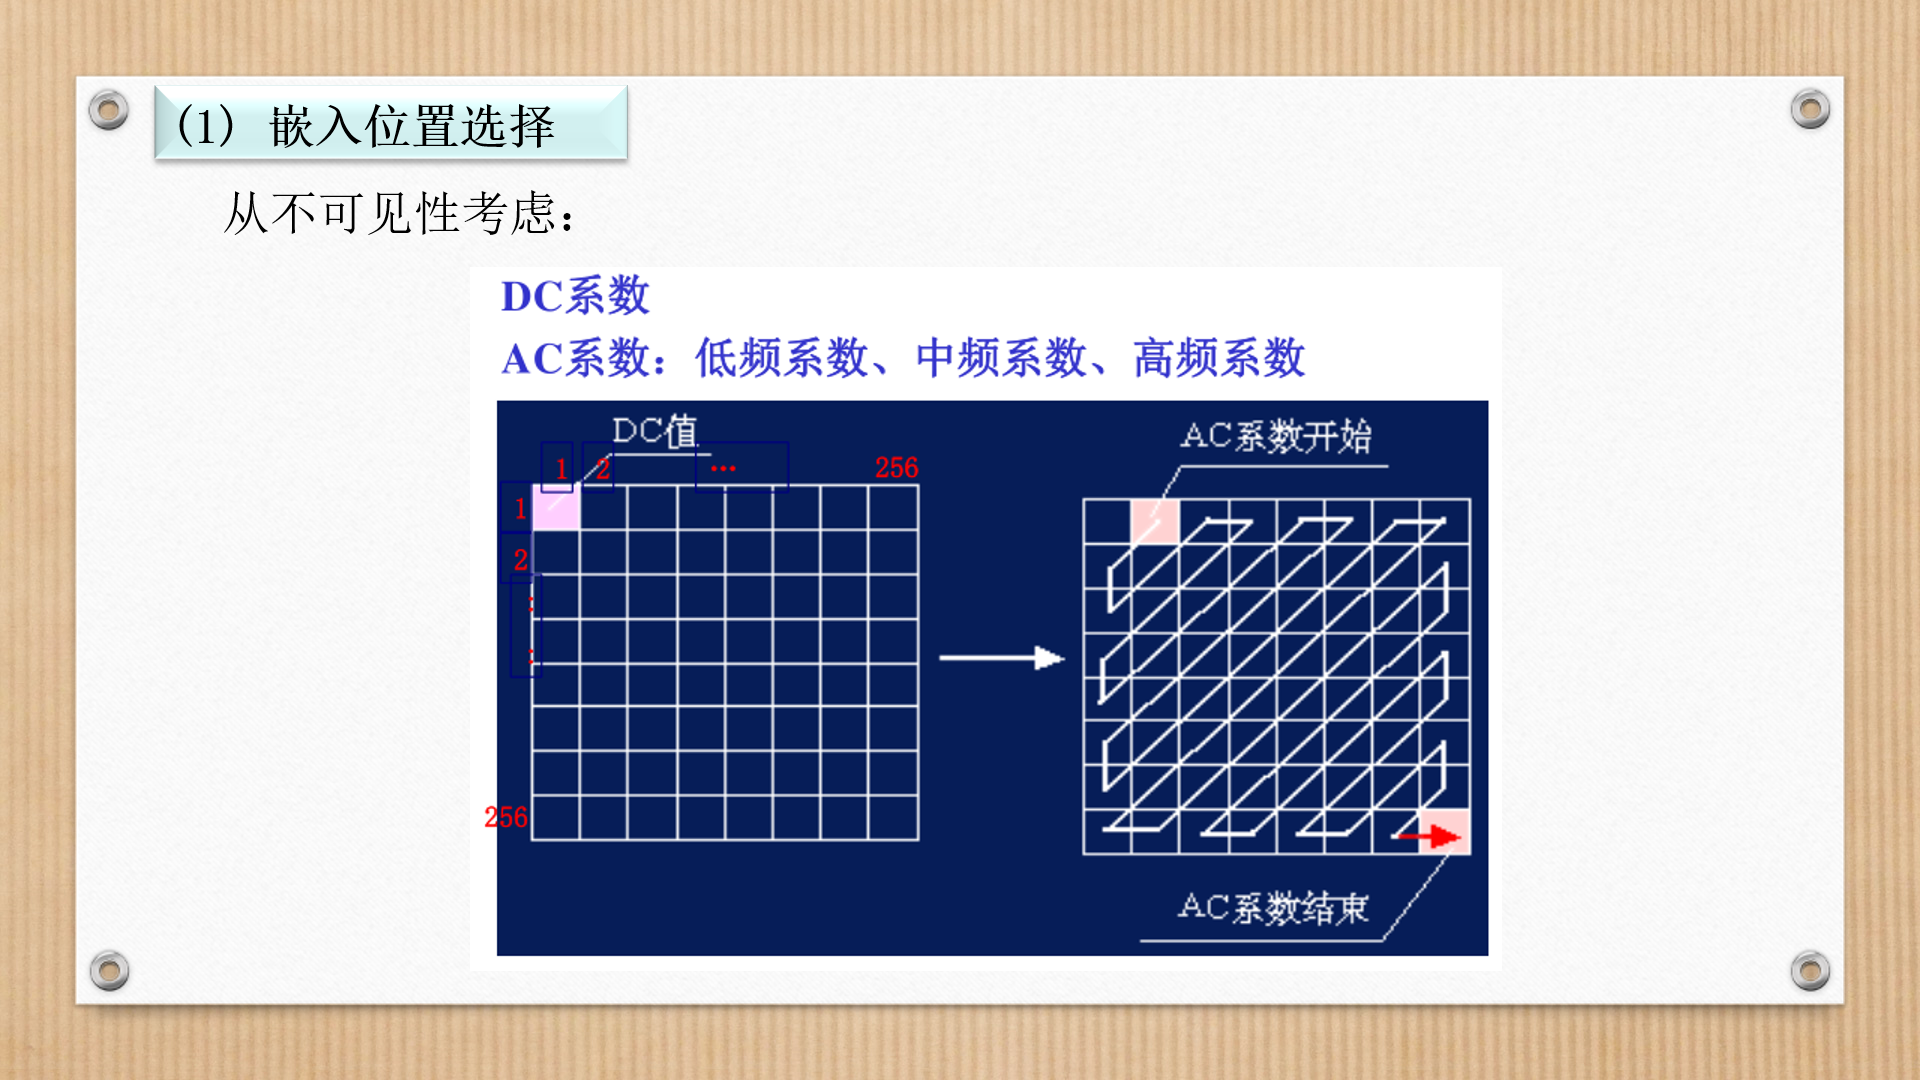 (1) 嵌入位置选择
从不可见性考虑：
DC系数
AC系数：低频系数、中频系数、高频系数
DC值
1 2 … 256
1
2
:
:
256
AC系数开始
AC系数结束